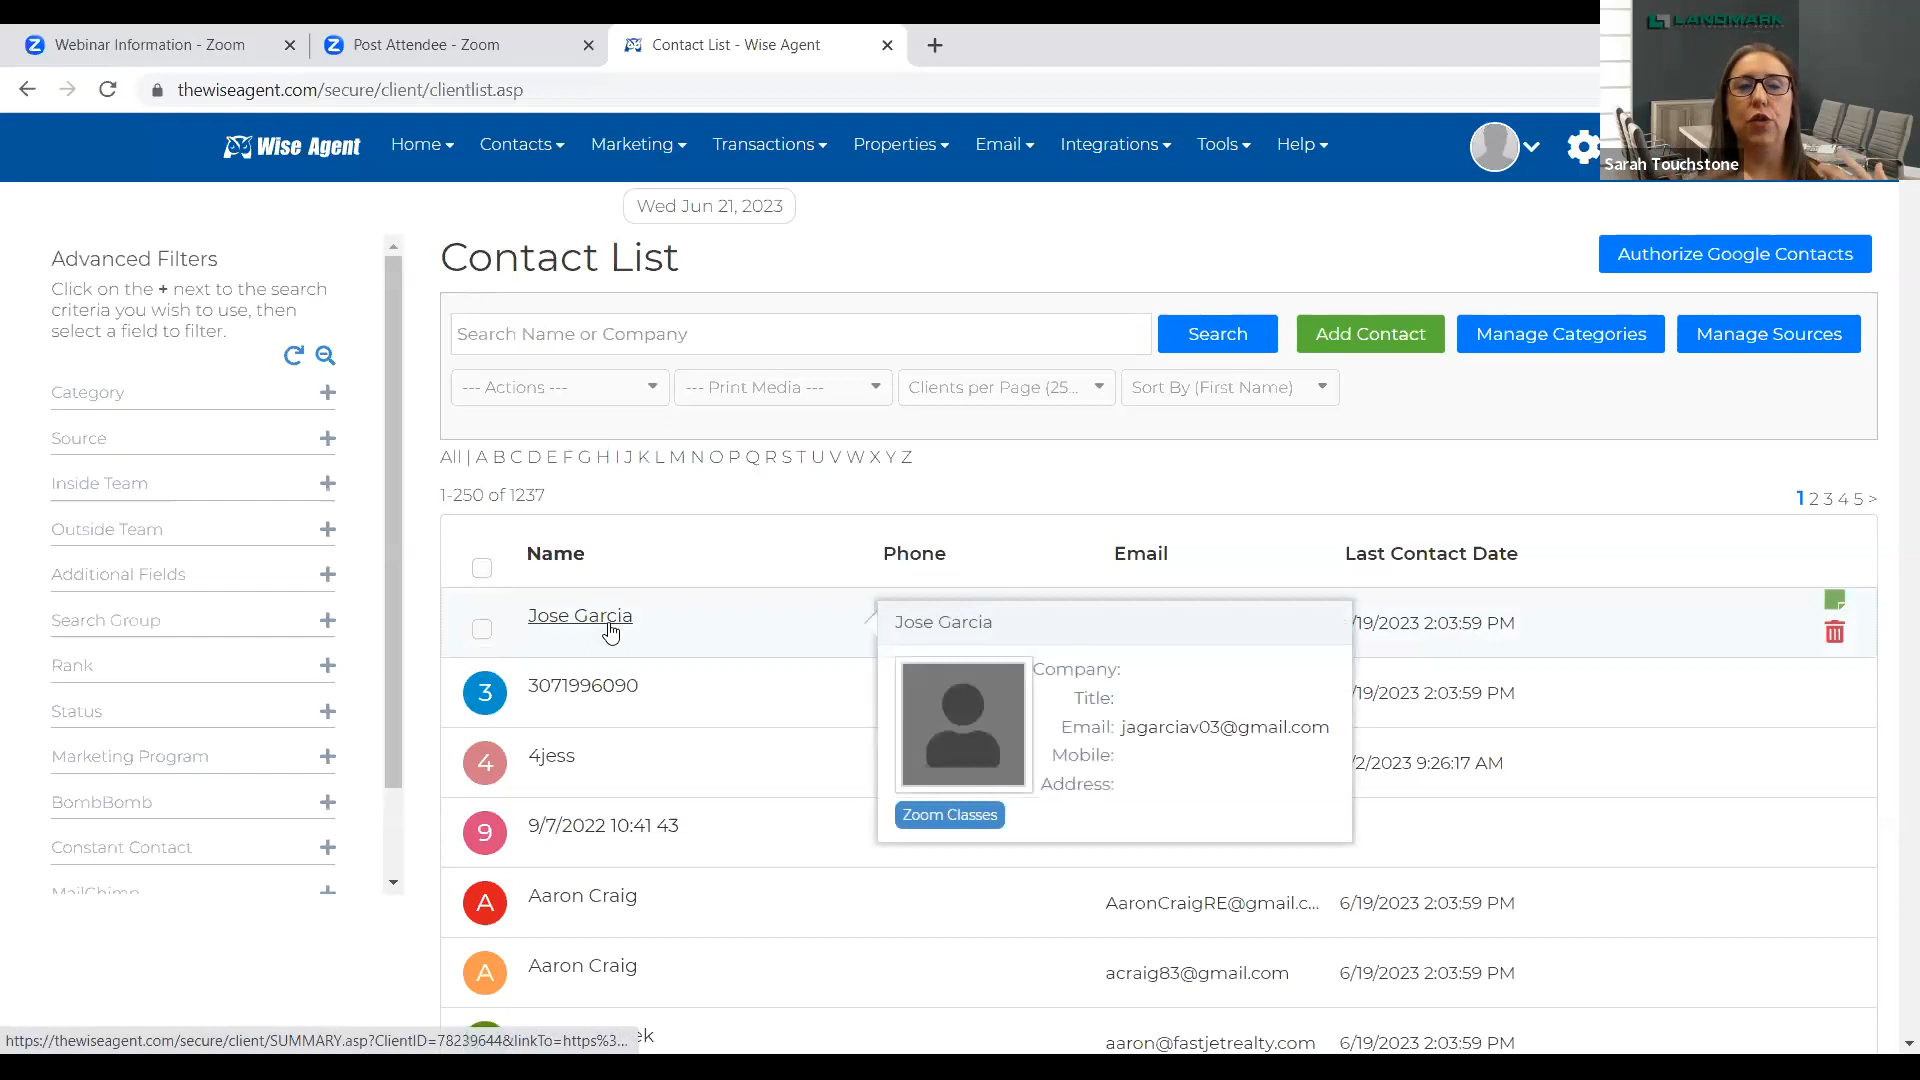 Webinar Information - Zoom
Post Attendee - Zoom
Contact List - Wise Agent
LANDMARK
thewiseagent.com/secure/client/clientlist.asp
Wise Agent
Home
Contacts
Marketing
Transactions
Properties
Email
Integrations
Tools
Help
Sarah Touchstone
Wed Jun 21, 2023
Advanced Filters
Click on the + next to the search
criteria you wish to use, then
select a field to filter.
Category
Source
Inside Team
Outside Team
Additional Fields
Search Group
Rank
Status
Marketing Program
BombBomb
Constant Contact
MailChimp
Contact List
Authorize Google Contacts
Search Name or Company
Search
Add Contact
Manage Categories
Manage Sources
--- Actions ---
--- Print Media ---
Clients per Page (25...
Sort By (First Name)
All | A B C D E F G H I J K L M N O P Q R S T U V W X Y Z
1-250 of 1237
1 2 3 4 5 >
Name Phone Email Last Contact Date
Jose Garcia
/19/2023 2:03:59 PM
3 3071996090
/19/2023 2:03:59 PM
4 4jess
/2/2023 9:26:17 AM
9 9/7/2022 10:41 43
Jose Garcia
Company:
Title:
Email: jagarciav03@gmail.com
Mobile:
Address:
Zoom Classes
A Aaron Craig AaronCraigRE@gmail.c... 6/19/2023 2:03:59 PM
A Aaron Craig acraig83@gmail.com 6/19/2023 2:03:59 PM
ek aaron@fastjetrealty.com 6/19/2023 2:03:59 PM
https://thewiseagent.com/secure/client/SUMMARY.asp?ClientID=78239644&linkTo=https%3...